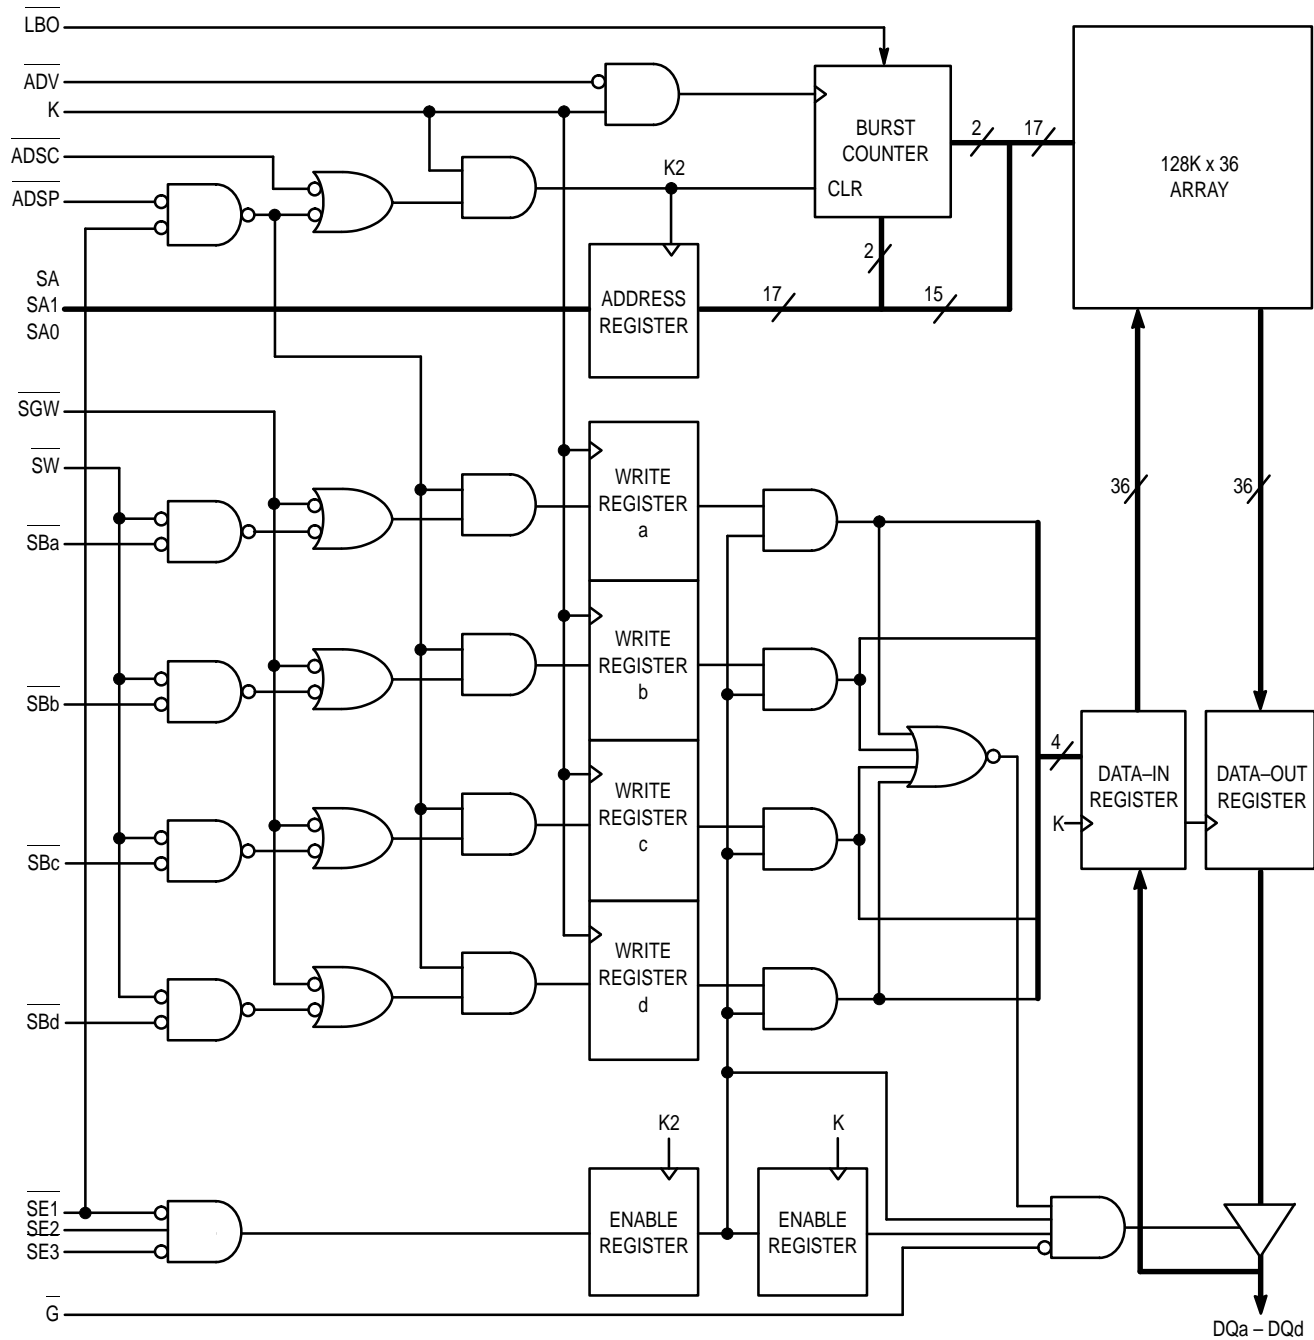 LBO
ADV
K
ADSC
ADSP
K2
BURST
COUNTER
CLR
2
17
128K x 36
ARRAY
2
SA
SA1
SA0
ADDRESS
REGISTER
17
15
SGW
SW
SBa
WRITE
REGISTER
a
36
36
SBb
WRITE
REGISTER
b
4
DATA–IN
REGISTER
K
DATA–OUT
REGISTER
SBc
WRITE
REGISTER
c
SBd
WRITE
REGISTER
d
K2
K
SE1
SE2
SE3
ENABLE
REGISTER
ENABLE
REGISTER
G
DQa – DQd